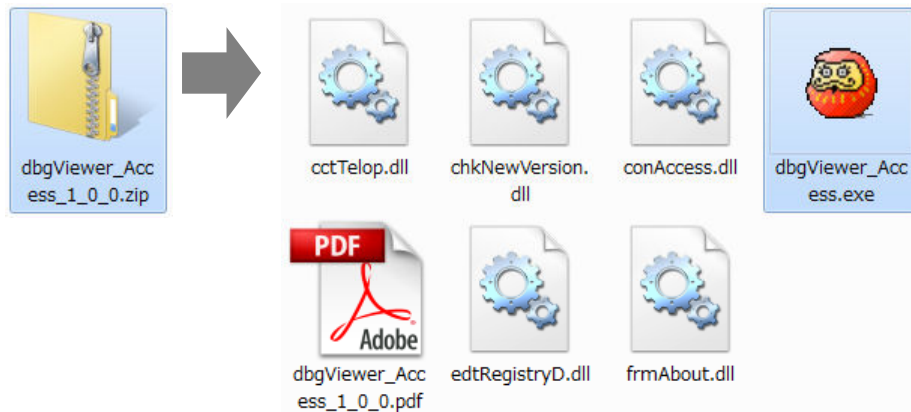 dbgViewer_Acc
ess_1_0_0.zip
cctTelop.dll
chkNewVersion.
dll
conAccess.dll
dbgViewer_Acc
ess.exe
PDF
Adobe
dbgViewer_Acc
ess_1_0_0.pdf
edtRegistryD.dll
frmAbout.dll